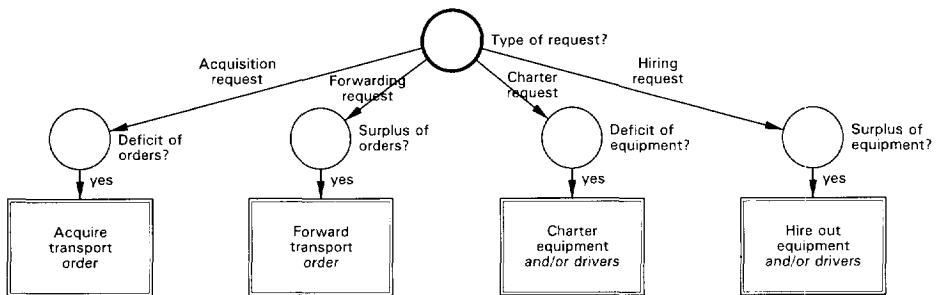 Type of request?
Acquisition
request
Forwarding
request
Charter
request
Hiring
request
Deficit of
orders?
Surplus of
orders?
Deficit of
equipment?
Surplus of
equipment?
yes
yes
yes
yes
Acquire
transport
order
Forward
transport
order
Charter
equipment
and/or drivers
Hire out
equipment
and/or drivers